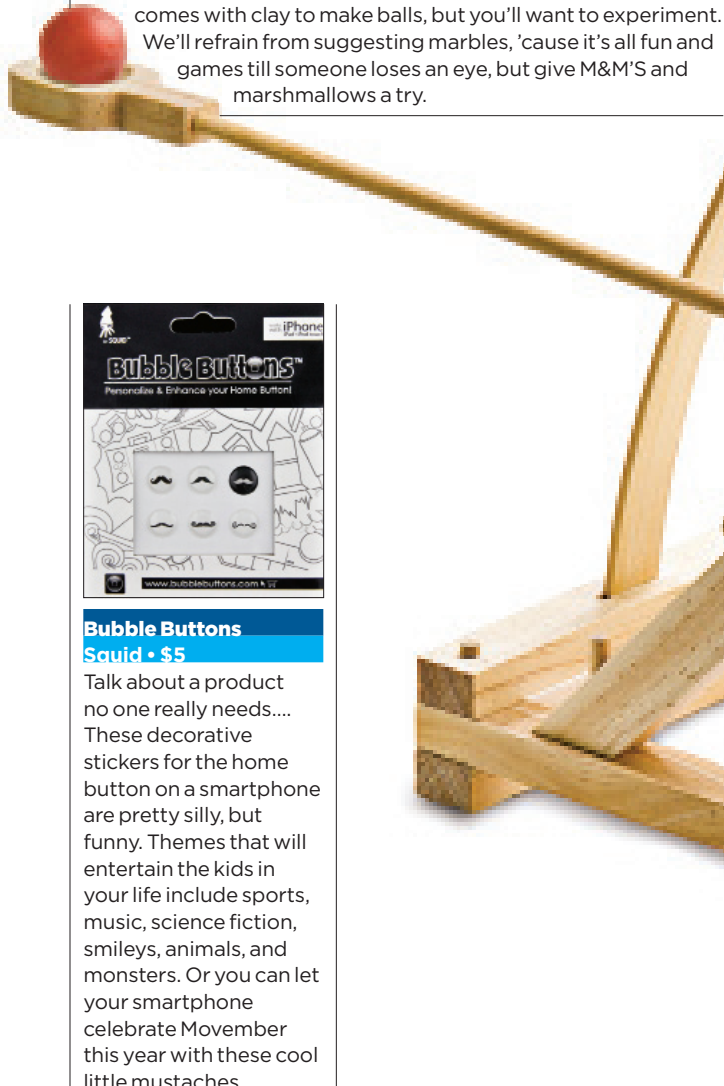 comes with clay to make balls, but you’ll want to experiment.
We’ll refrain from suggesting marbles, ’cause it’s all fun and
games till someone loses an eye, but give M&M’S and
marshmallows a try.
SQUID™
iPhone
Bubble Buttons™
Personalize & Enhance your Home Button!
www.bubblebuttons.com
Bubble Buttons
Squid • $5
Talk about a product
no one really needs....
These decorative
stickers for the home
button on a smartphone
are pretty silly, but
funny. Themes that will
entertain the kids in
your life include sports,
music, science fiction,
smileys, animals, and
monsters. Or you can let
your smartphone
celebrate Movember
this year with these cool
little mustaches